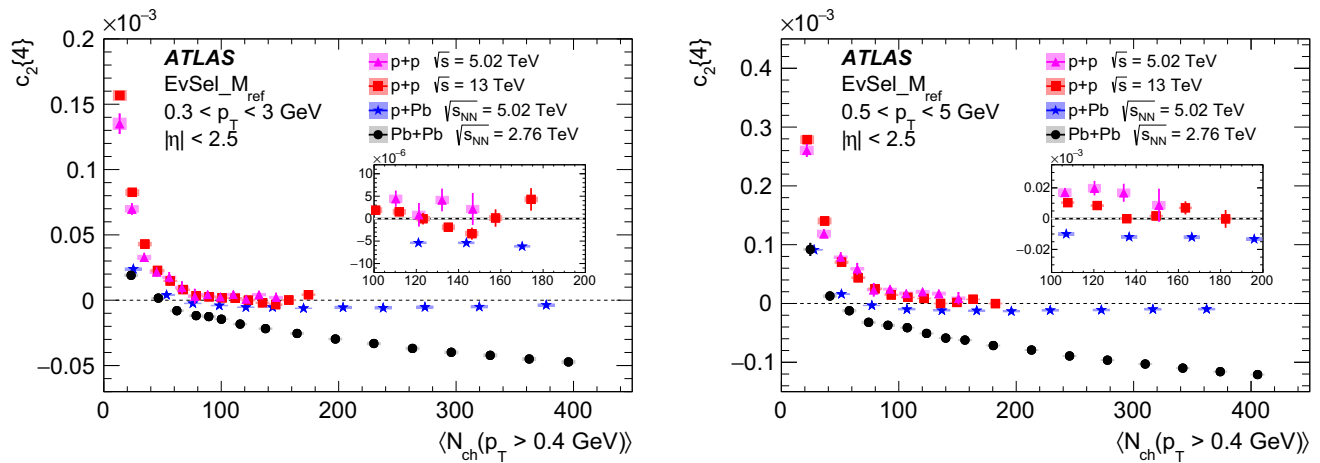 ×10⁻³
c₂{4}
0.2
0.15
0.1
0.05
0
−0.05
ATLAS
EvSel_M_ref
0.3 < p_T < 3 GeV
|η| < 2.5
p+p √s = 5.02 TeV
p+p √s = 13 TeV
p+Pb √s_NN = 5.02 TeV
Pb+Pb √s_NN = 2.76 TeV
×10⁻⁶
10
5
0
−5
−10
100 120 140 160 180 200
0 100 200 300 400
⟨N_ch(p_T > 0.4 GeV)⟩
×10⁻³
c₂{4}
0.4
0.3
0.2
0.1
0
−0.1
ATLAS
EvSel_M_ref
0.5 < p_T < 5 GeV
|η| < 2.5
p+p √s = 5.02 TeV
p+p √s = 13 TeV
p+Pb √s_NN = 5.02 TeV
Pb+Pb √s_NN = 2.76 TeV
×10⁻³
0.02
0
−0.02
100 120 140 160 180 200
0 100 200 300 400
⟨N_ch(p_T > 0.4 GeV)⟩